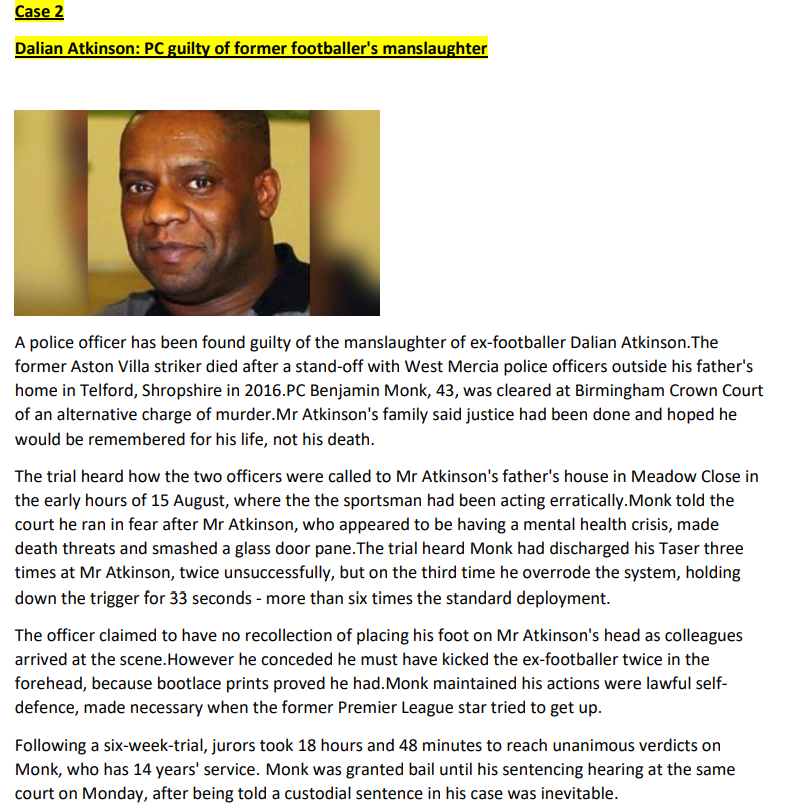 Case 2
Dalian Atkinson: PC guilty of former footballer's manslaughter
A police officer has been found guilty of the manslaughter of ex-footballer Dalian Atkinson.The
former Aston Villa striker died after a stand-off with West Mercia police officers outside his father's
home in Telford, Shropshire in 2016.PC Benjamin Monk, 43, was cleared at Birmingham Crown Court
of an alternative charge of murder.Mr Atkinson's family said justice had been done and hoped he
would be remembered for his life, not his death.
The trial heard how the two officers were called to Mr Atkinson's father's house in Meadow Close in
the early hours of 15 August, where the the sportsman had been acting erratically.Monk told the
court he ran in fear after Mr Atkinson, who appeared to be having a mental health crisis, made
death threats and smashed a glass door pane.The trial heard Monk had discharged his Taser three
times at Mr Atkinson, twice unsuccessfully, but on the third time he overrode the system, holding
down the trigger for 33 seconds - more than six times the standard deployment.
The officer claimed to have no recollection of placing his foot on Mr Atkinson's head as colleagues
arrived at the scene.However he conceded he must have kicked the ex-footballer twice in the
forehead, because bootlace prints proved he had.Monk maintained his actions were lawful self-
defence, made necessary when the former Premier League star tried to get up.
Following a six-week-trial, jurors took 18 hours and 48 minutes to reach unanimous verdicts on
Monk, who has 14 years' service. Monk was granted bail until his sentencing hearing at the same
court on Monday, after being told a custodial sentence in his case was inevitable.